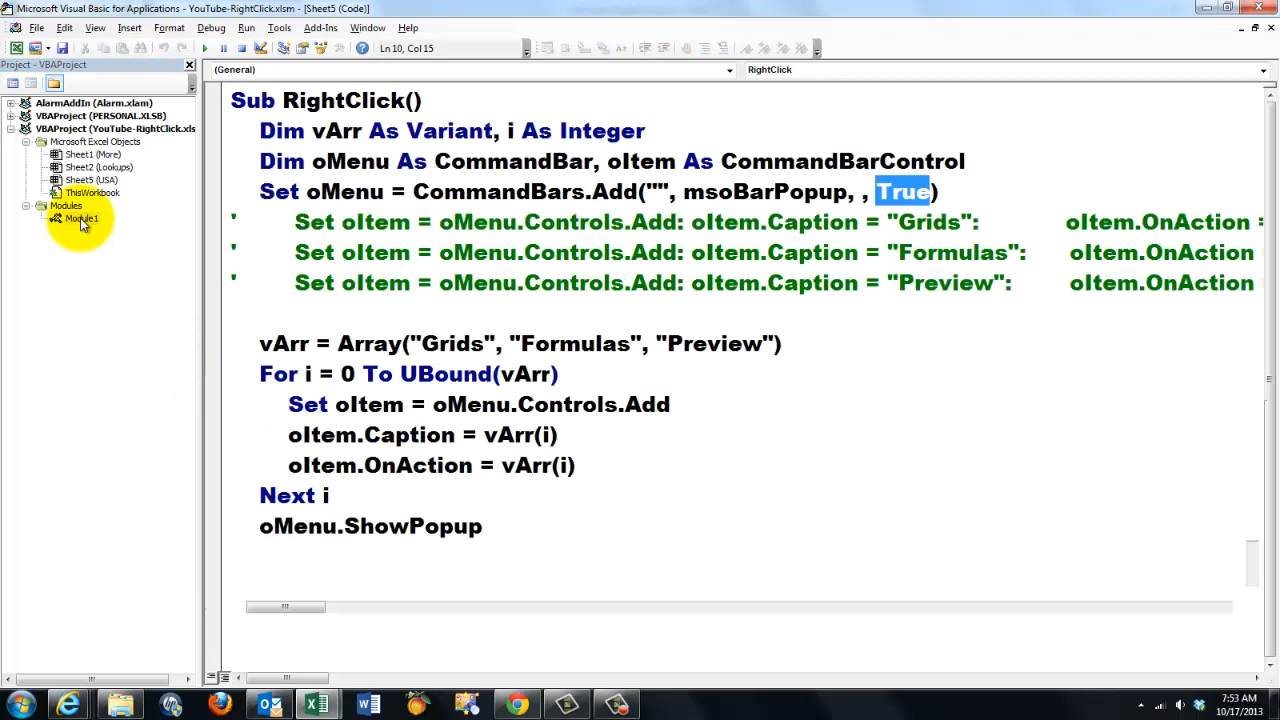 Microsoft Visual Basic for Applications - YouTube-RightClick.xlsm - [Sheet5 (Code)]
File Edit View Insert Format Debug Run Tools Add-Ins Window Help
Ln 10, Col 15
Project - VBAProject
(General)
RightClick
AlarmAddIn (Alarm.xlam)
VBAProject (PERSONAL.XLSB)
VBAProject (YouTube-RightClick.xls
Microsoft Excel Objects
Sheet1 (More)
Sheet2 (Lookups)
Sheet5 (USA)
ThisWorkbook
Modules
Module1
Sub RightClick()
Dim vArr As Variant, i As Integer
Dim oMenu As CommandBar, oItem As CommandBarControl
Set oMenu = CommandBars.Add("", msoBarPopup, , True)
' Set oItem = oMenu.Controls.Add: oItem.Caption = "Grids": oItem.OnAction =
' Set oItem = oMenu.Controls.Add: oItem.Caption = "Formulas": oItem.OnAction
' Set oItem = oMenu.Controls.Add: oItem.Caption = "Preview": oItem.OnAction
vArr = Array("Grids", "Formulas", "Preview")
For i = 0 To UBound(vArr)
Set oItem = oMenu.Controls.Add
oItem.Caption = vArr(i)
oItem.OnAction = vArr(i)
Next i
oMenu.ShowPopup
7:53 AM
10/17/2013